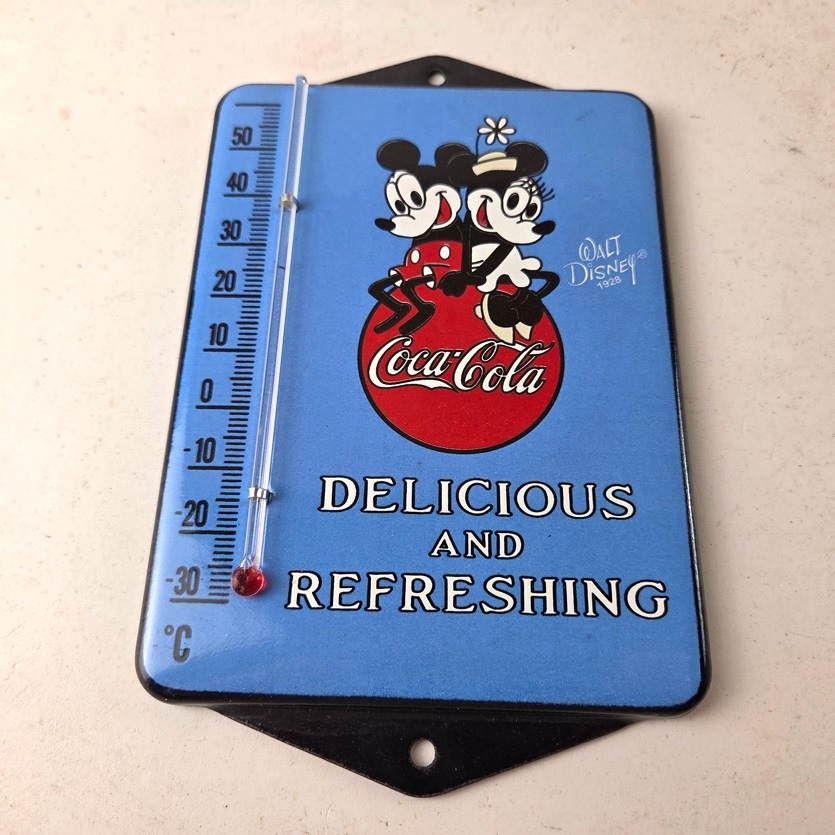 50
40
30
20
10
0
-10
-20
-30
°C
WALT
DISNEY
1928
Coca-Cola
DELICIOUS
AND
REFRESHING